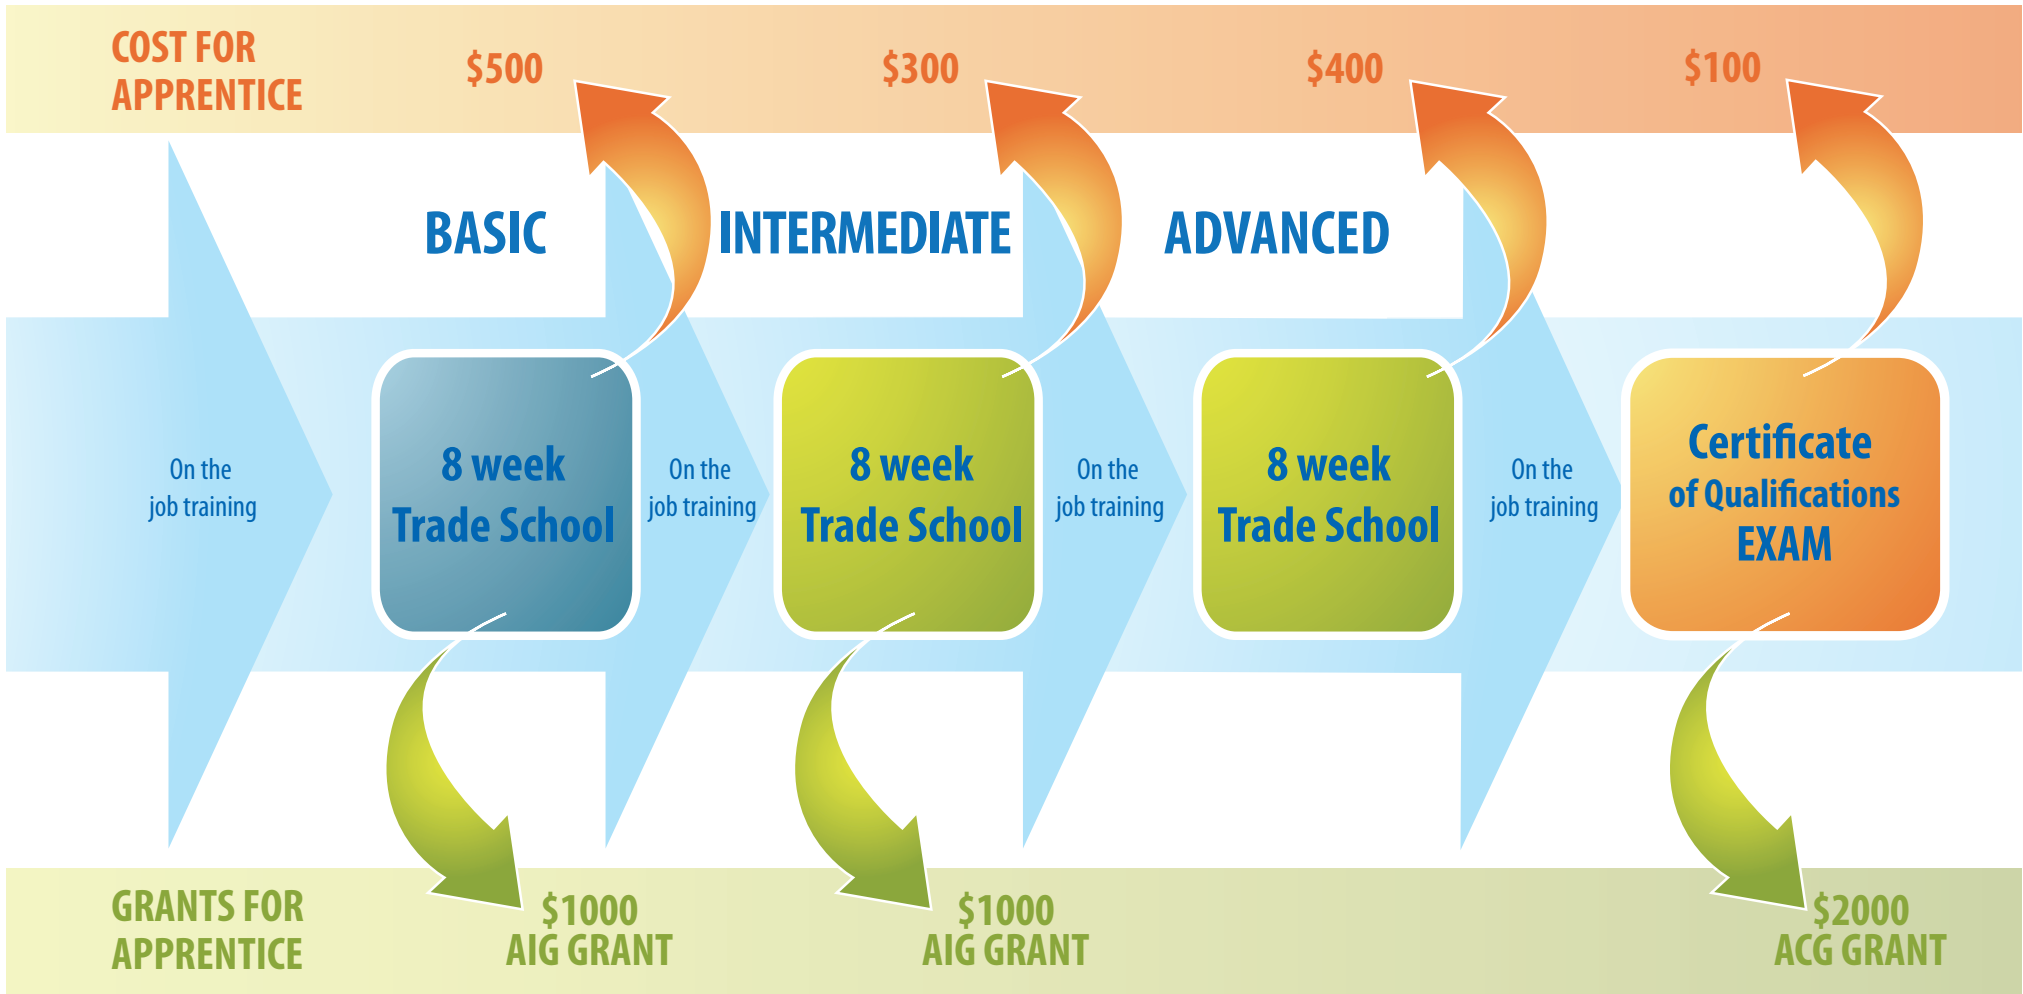 COST FOR
APPRENTICE
$500
$300
$400
$100
BASIC
INTERMEDIATE
ADVANCED
On the
job training
8 week
Trade School
On the
job training
8 week
Trade School
On the
job training
8 week
Trade School
On the
job training
Certificate
of Qualifications
EXAM
GRANTS FOR
APPRENTICE
$1000
AIG GRANT
$1000
AIG GRANT
$2000
ACG GRANT